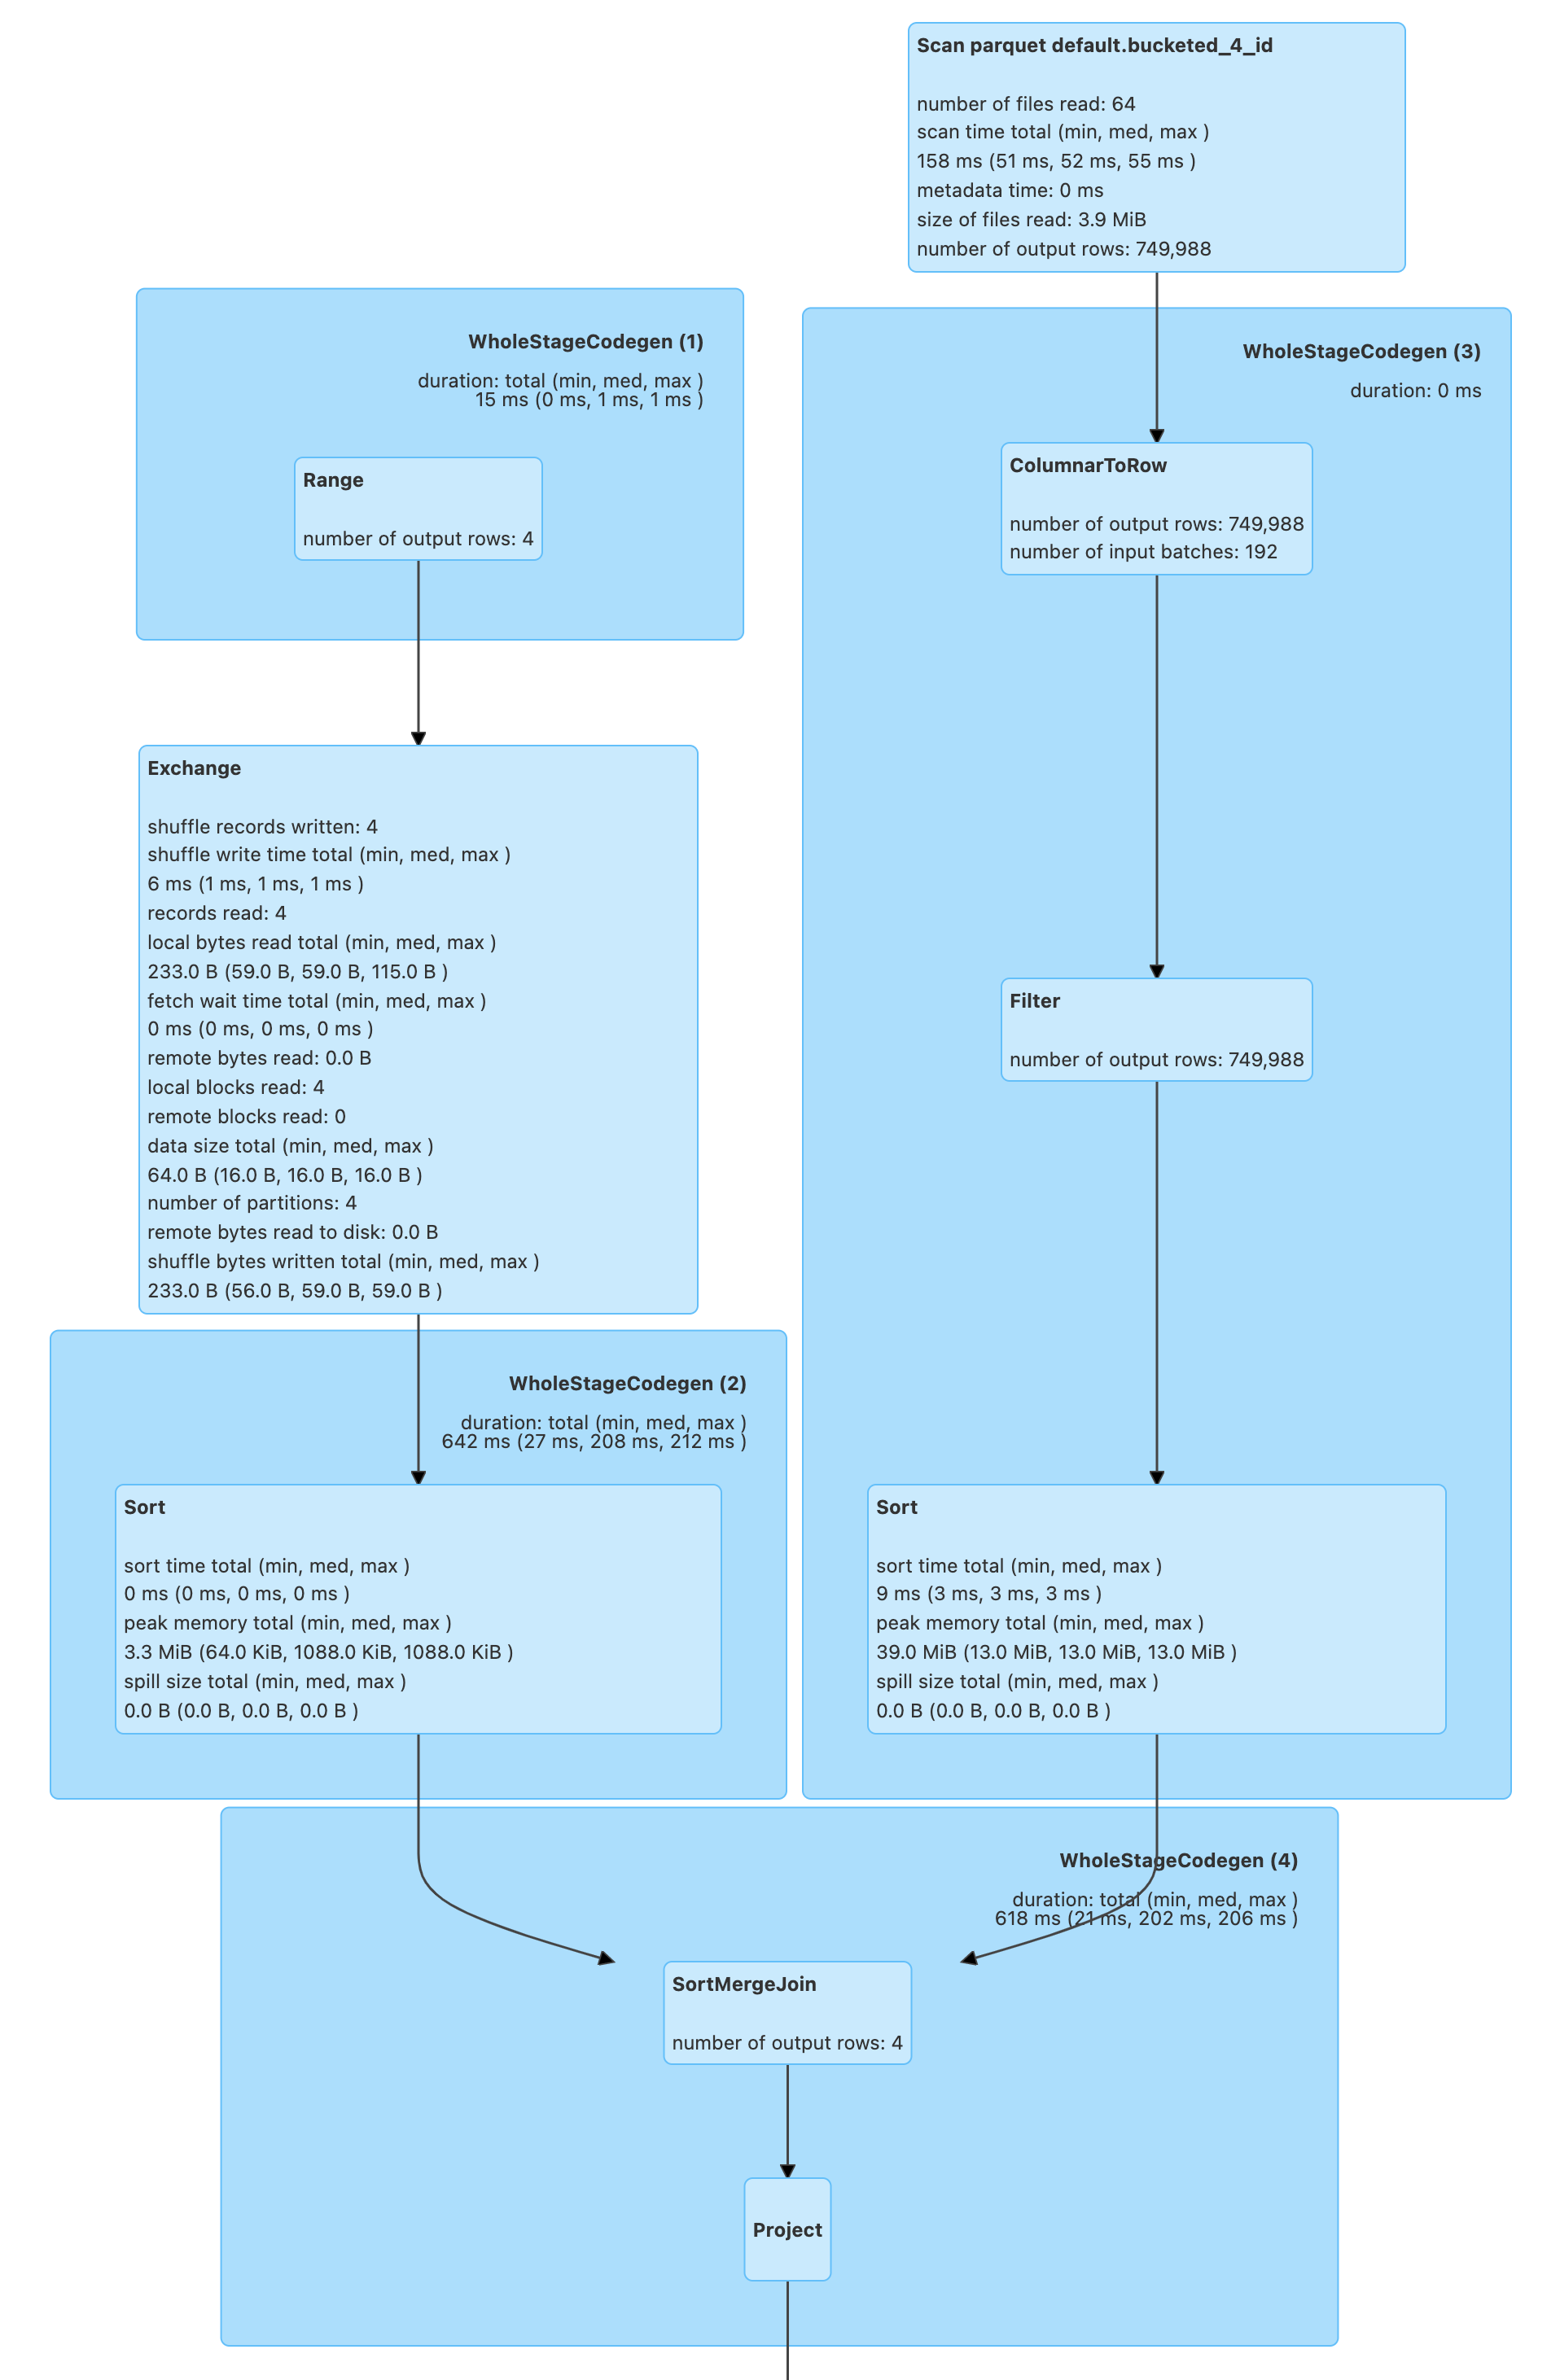 Scan parquet default.bucketed_4_id
number of files read: 64
scan time total (min, med, max )
158 ms (51 ms, 52 ms, 55 ms )
metadata time: 0 ms
size of files read: 3.9 MiB
number of output rows: 749,988
WholeStageCodegen (1)
duration: total (min, med, max )
15 ms (0 ms, 1 ms, 1 ms )
Range
number of output rows: 4
WholeStageCodegen (3)
duration: 0 ms
ColumnarToRow
number of output rows: 749,988
number of input batches: 192
Exchange
shuffle records written: 4
shuffle write time total (min, med, max )
6 ms (1 ms, 1 ms, 1 ms )
records read: 4
local bytes read total (min, med, max )
233.0 B (59.0 B, 59.0 B, 115.0 B )
fetch wait time total (min, med, max )
0 ms (0 ms, 0 ms, 0 ms )
remote bytes read: 0.0 B
local blocks read: 4
remote blocks read: 0
data size total (min, med, max )
64.0 B (16.0 B, 16.0 B, 16.0 B )
number of partitions: 4
remote bytes read to disk: 0.0 B
shuffle bytes written total (min, med, max )
233.0 B (56.0 B, 59.0 B, 59.0 B )
Filter
number of output rows: 749,988
WholeStageCodegen (2)
duration: total (min, med, max )
642 ms (27 ms, 208 ms, 212 ms )
Sort
sort time total (min, med, max )
0 ms (0 ms, 0 ms, 0 ms )
peak memory total (min, med, max )
3.3 MiB (64.0 KiB, 1088.0 KiB, 1088.0 KiB )
spill size total (min, med, max )
0.0 B (0.0 B, 0.0 B, 0.0 B )
Sort
sort time total (min, med, max )
9 ms (3 ms, 3 ms, 3 ms )
peak memory total (min, med, max )
39.0 MiB (13.0 MiB, 13.0 MiB, 13.0 MiB )
spill size total (min, med, max )
0.0 B (0.0 B, 0.0 B, 0.0 B )
WholeStageCodegen (4)
duration: total (min, med, max )
618 ms (21 ms, 202 ms, 206 ms )
SortMergeJoin
number of output rows: 4
Project